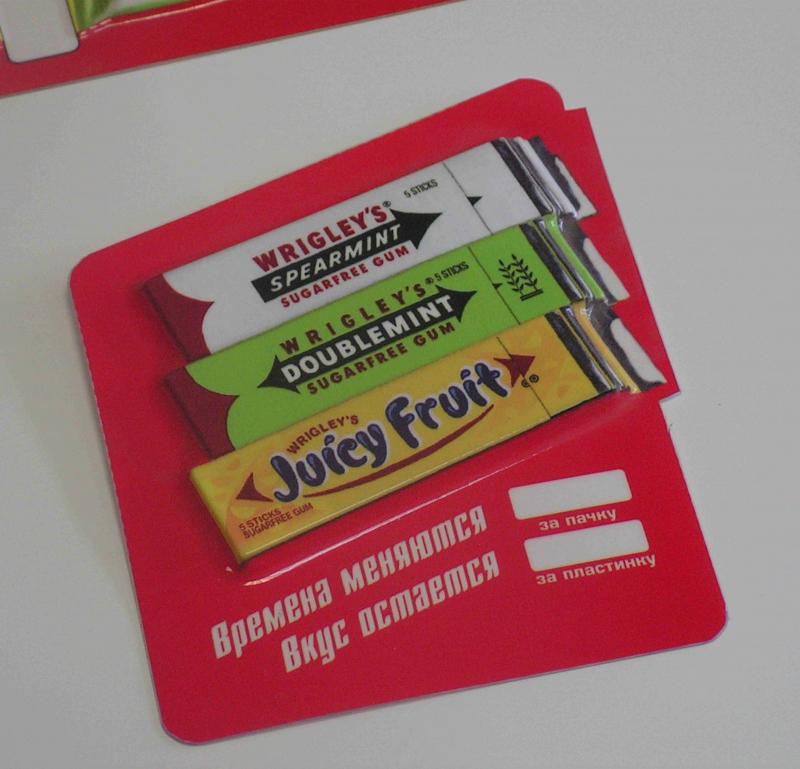 5 STICKS
WRIGLEY'S®
SPEARMINT
SUGARFREE GUM
WRIGLEY'S® 5 STICKS
DOUBLEMINT
SUGARFREE GUM
WRIGLEY'S
Juicy Fruit ®
5 STICKS
SUGARFREE GUM
за пачку
за пластинку
Времена меняются
Вкус остается